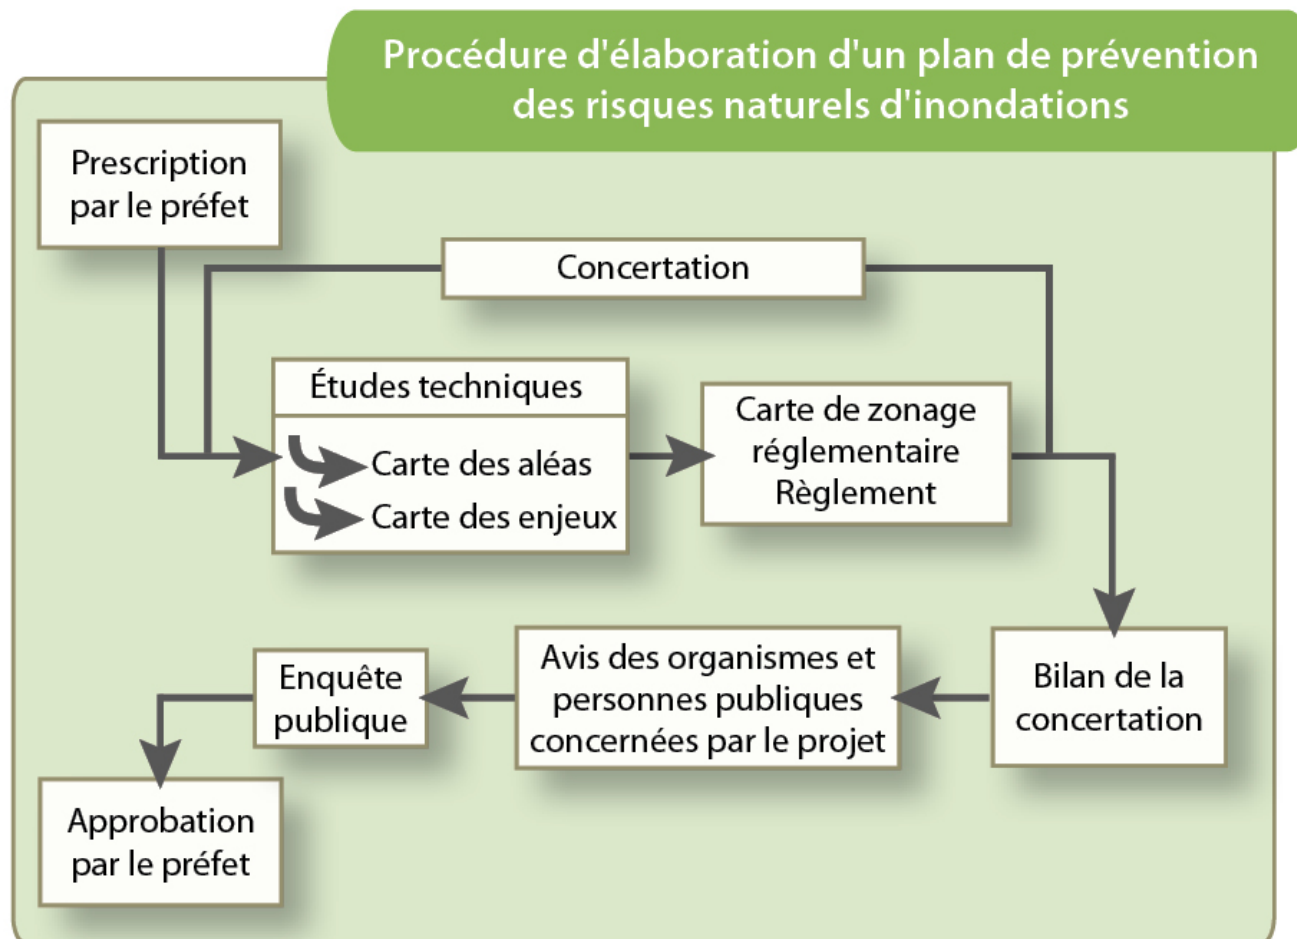 Procédure d'élaboration d'un plan de prévention
des risques naturels d'inondations
Prescription
par le préfet
Concertation
Études techniques
Carte des aléas
Carte des enjeux
Carte de zonage
réglementaire
Règlement
Bilan de la
concertation
Avis des organismes et
personnes publiques
concernées par le projet
Enquête
publique
Approbation
par le préfet